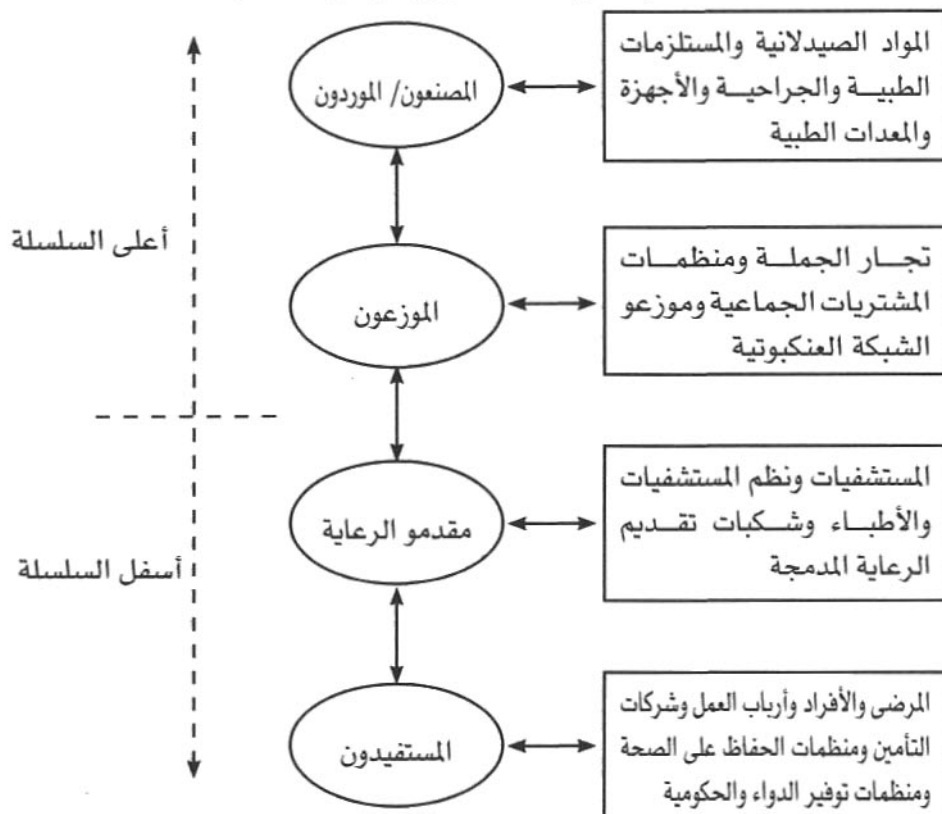 المصنعون/ الموردون
المواد الصيدلانية والمستلزمات
الطبية والجراحية والأجهزة
والمعدات الطبية
أعلى السلسلة
الموزعون
تجار الجملة ومنظمات
المشتريات الجماعية وموزعو
الشبكة العنكبوتية
مقدمو الرعاية
المستشفيات ونظم المستشفيات
والأطباء وشكبات تقديم
الرعاية المدمجة
أسفل السلسلة
المستفيدون
المرضى والأفراد وأرباب العمل وشركات
التأمين ومنظمات الحفاظ على الصحة
ومنظمات توفير الدواء والحكومية